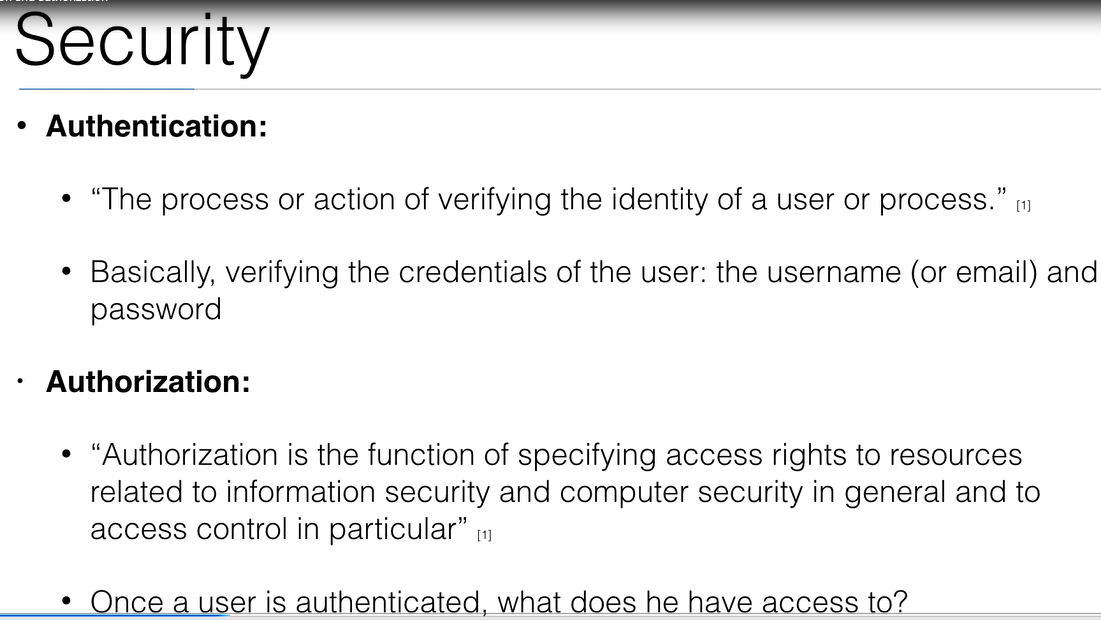 Security
• Authentication:
• “The process or action of verifying the identity of a user or process.” [1]
• Basically, verifying the credentials of the user: the username (or email) and
password
• Authorization:
• “Authorization is the function of specifying access rights to resources
related to information security and computer security in general and to
access control in particular” [1]
• Once a user is authenticated, what does he have access to?